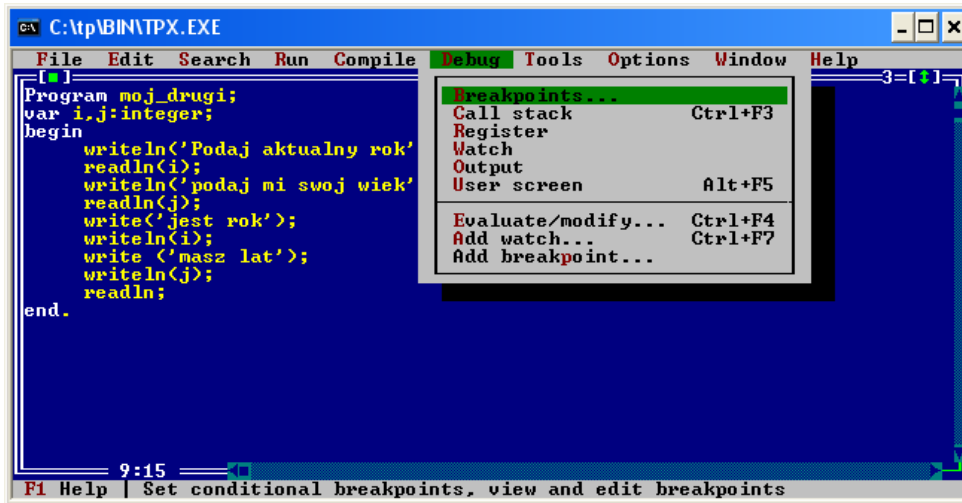 C:\tp\BIN\TPX.EXE
File Edit Search Run Compile Debug Tools Options Window Help
[■] 3=[↕]
Program moj_drugi;
var i,j:integer;
begin
writeln('Podaj aktualny rok'
readln(i);
writeln('podaj mi swoj wiek'
readln(j);
write('jest rok');
writeln(i);
write ('masz lat');
writeln(j);
readln;
end.
Breakpoints...
Call stack Ctrl+F3
Register
Watch
Output
User screen Alt+F5
Evaluate/modify... Ctrl+F4
Add watch... Ctrl+F7
Add breakpoint...
9:15
F1 Help | Set conditional breakpoints, view and edit breakpoints